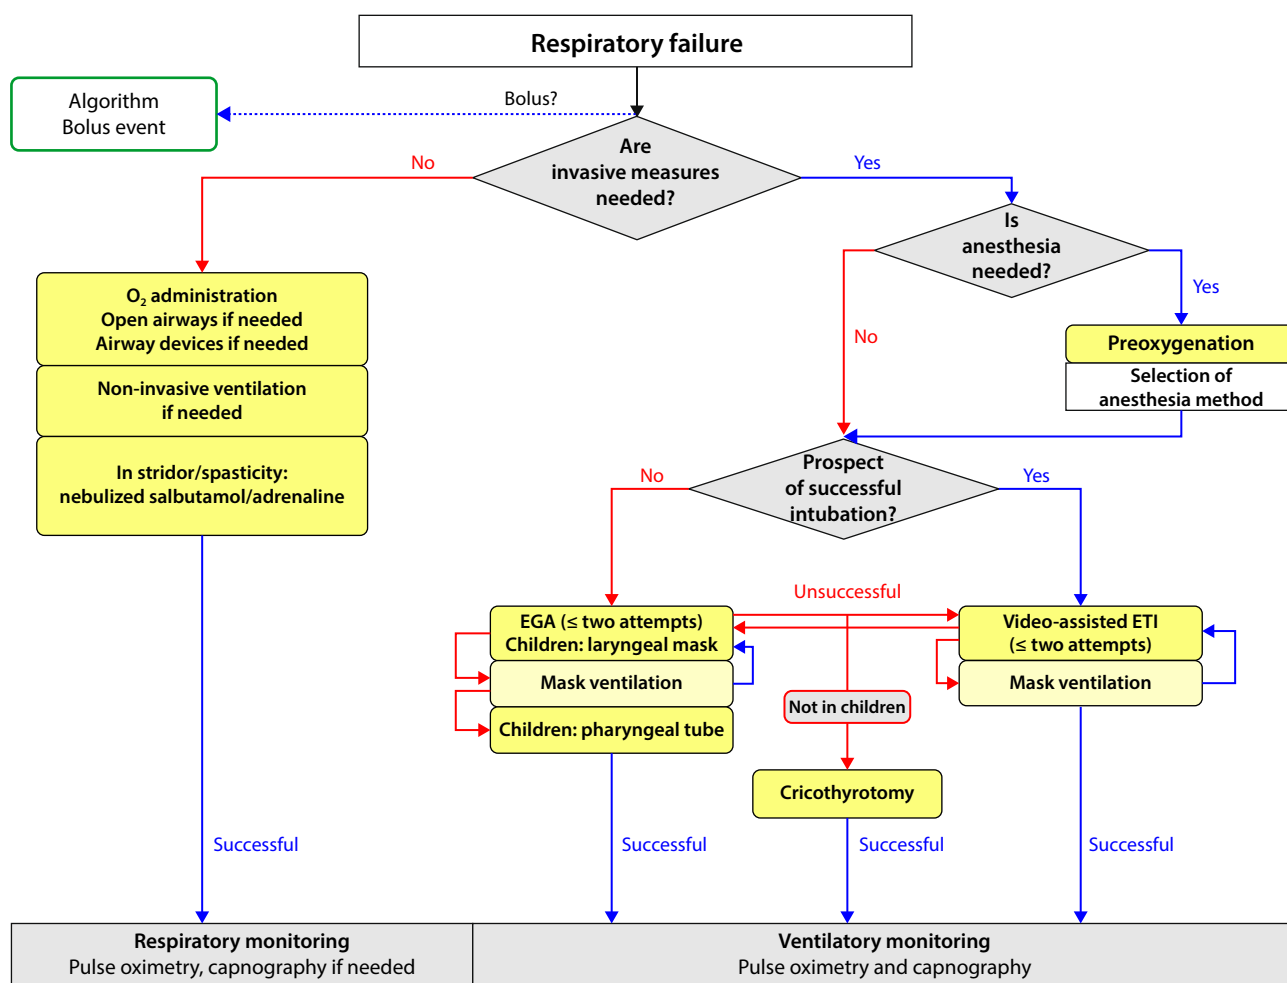 Respiratory failure
Algorithm
Bolus event
Bolus?
Are
invasive measures
needed?
No
Yes
Is
anesthesia
needed?
Yes
No
O₂ administration
Open airways if needed
Airway devices if needed
Non-invasive ventilation
if needed
In stridor/spasticity:
nebulized salbutamol/adrenaline
Preoxygenation
Selection of
anesthesia method
Prospect
of successful
intubation?
No
Yes
Unsuccessful
EGA (≤ two attempts)
Children: laryngeal mask
Mask ventilation
Children: pharyngeal tube
Video-assisted ETI
(≤ two attempts)
Mask ventilation
Not in children
Cricothyrotomy
Successful
Successful
Successful
Successful
Respiratory monitoring
Pulse oximetry, capnography if needed
Ventilatory monitoring
Pulse oximetry and capnography